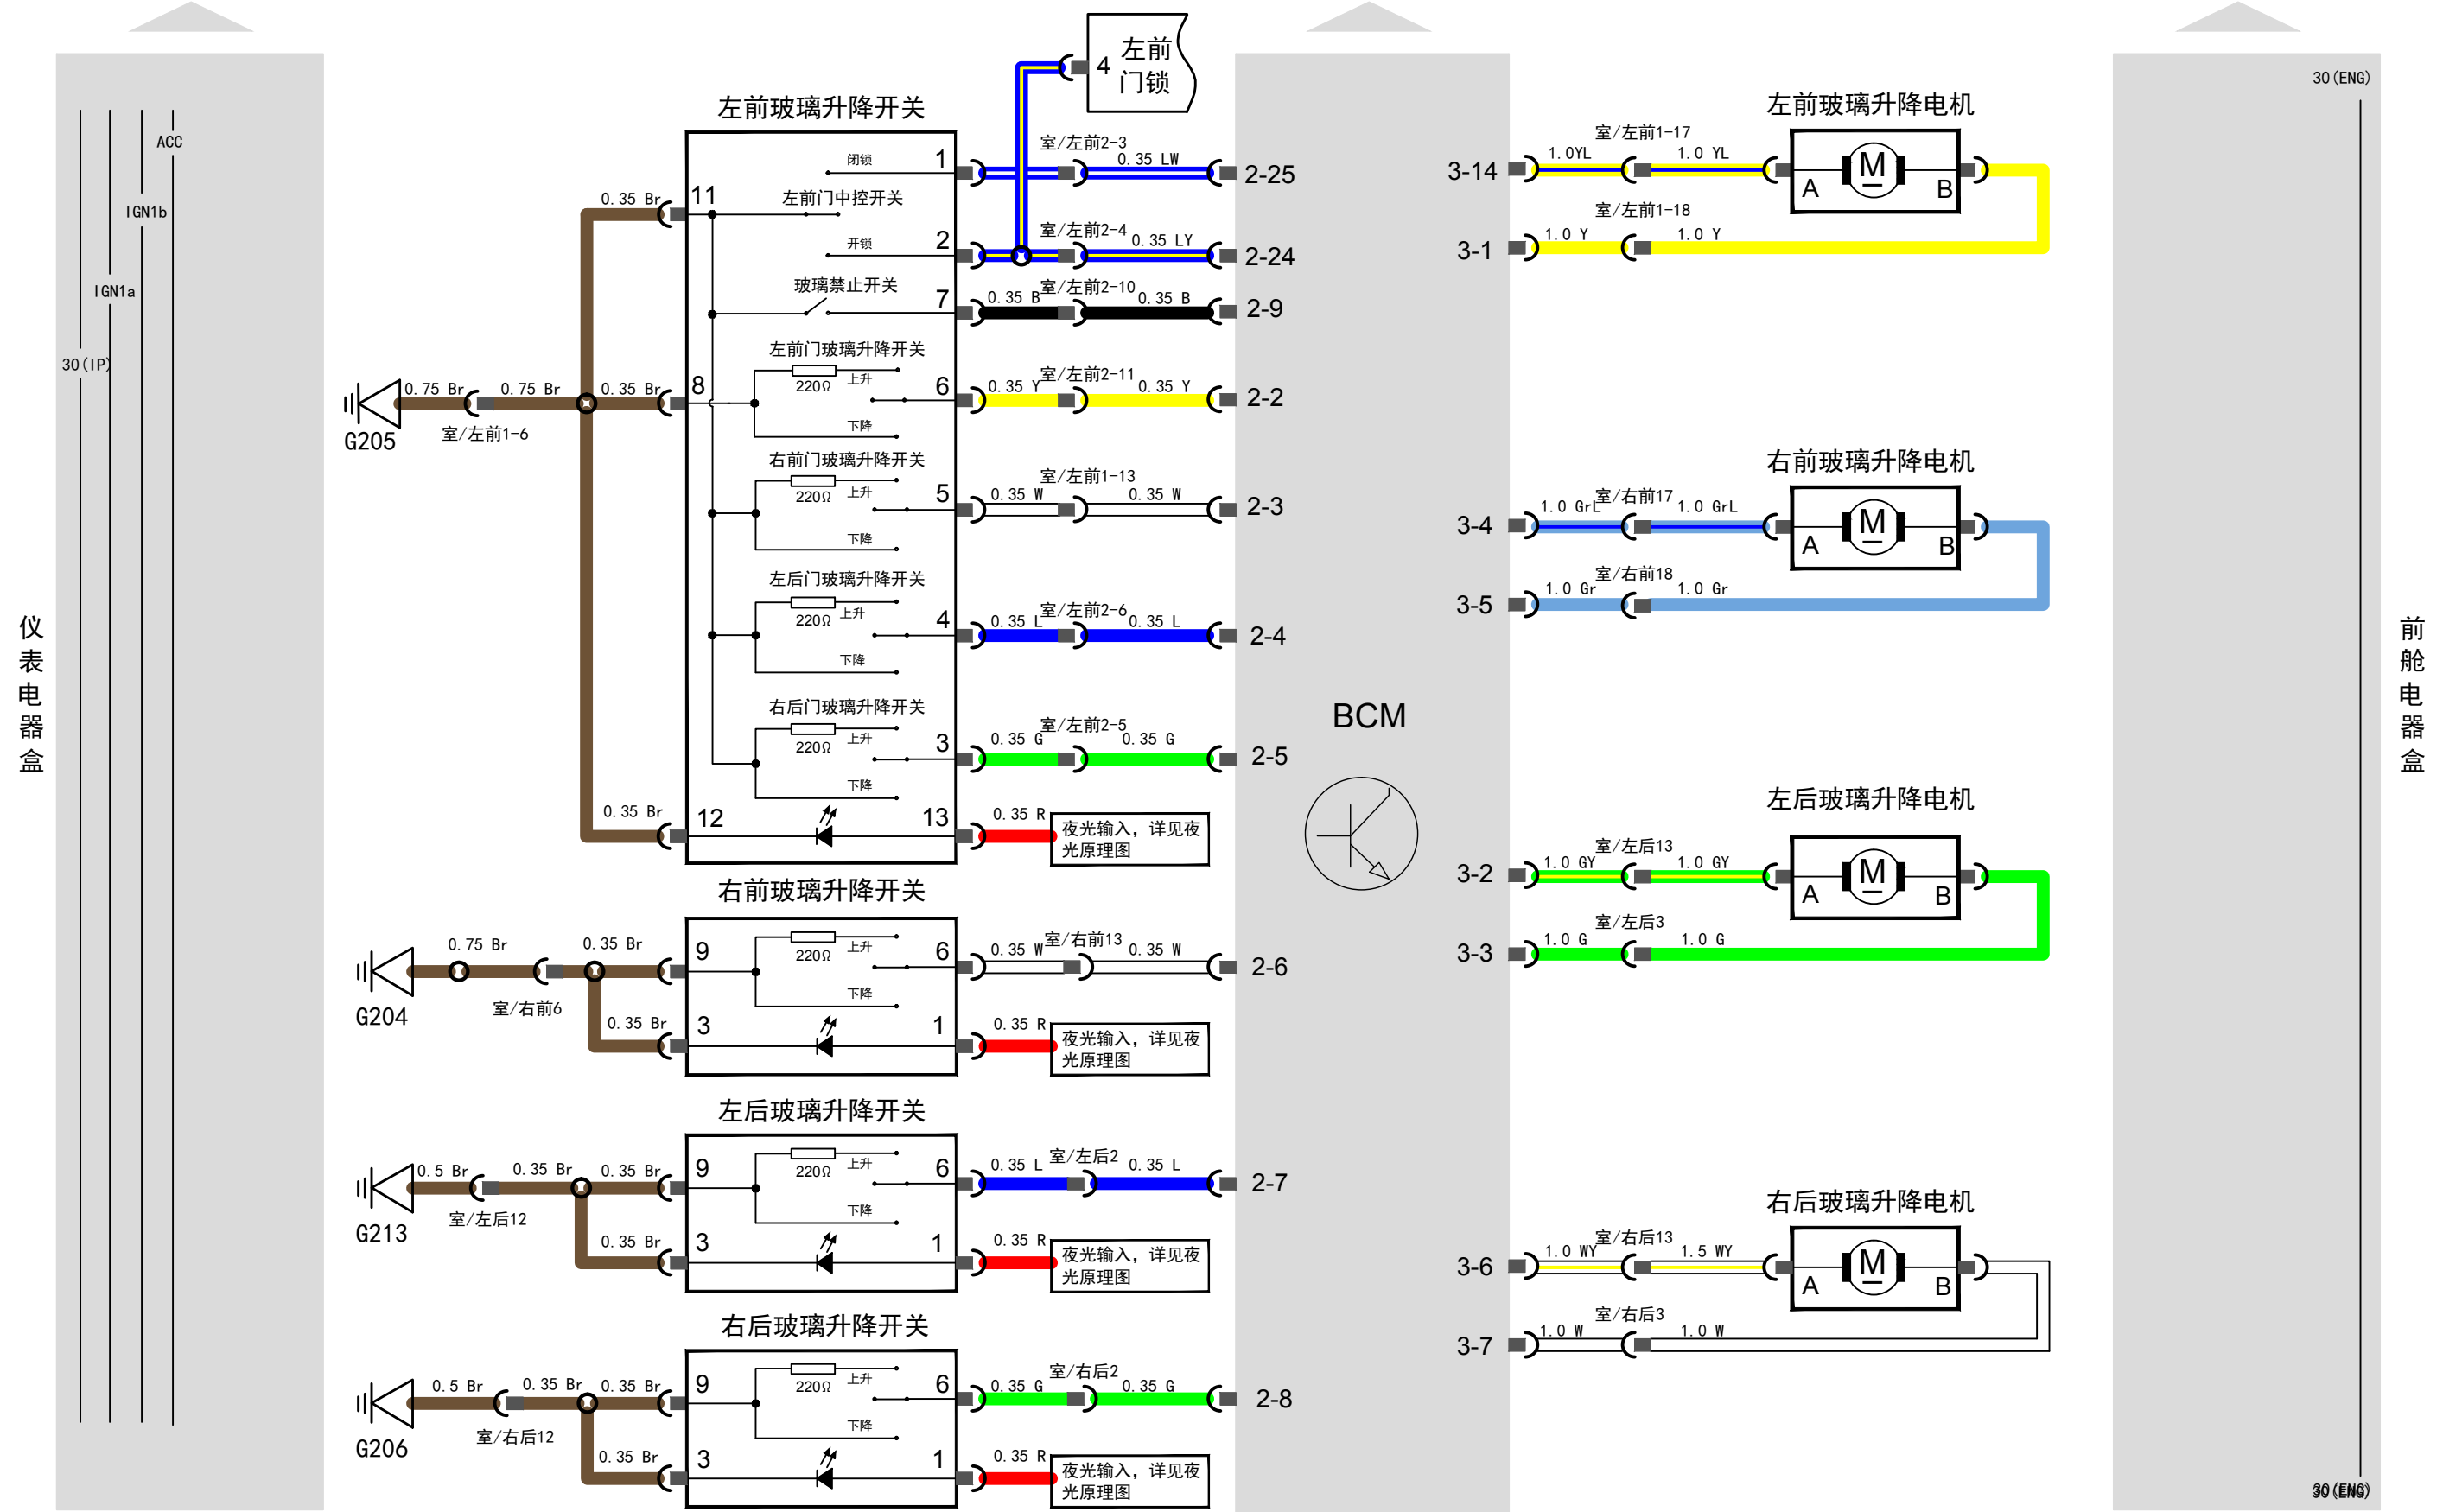 仪表电器盒
ACC
IGN1b
IGN1a
30(IP)
G205
0.75 Br
室/左前1-6
0.75 Br
0.35 Br
0.35 Br
0.35 Br
左前玻璃升降开关
11
8
12
闭锁
1
左前门中控开关
开锁
2
玻璃禁止开关
7
左前门玻璃升降开关
220Ω
上升
6
下降
右前门玻璃升降开关
220Ω
上升
5
下降
左后门玻璃升降开关
220Ω
上升
4
下降
右后门玻璃升降开关
220Ω
上升
3
下降
13
4
左前
门锁
室/左前2-3
0.35 LW
2-25
室/左前2-4
0.35 LY
2-24
0.35 B
室/左前2-10
0.35 B
2-9
0.35 Y
室/左前2-11
0.35 Y
2-2
0.35 W
室/左前1-13
0.35 W
2-3
0.35 L
室/左前2-6
0.35 L
2-4
0.35 G
室/左前2-5
0.35 G
2-5
0.35 R
夜光输入，详见夜
光原理图
右前玻璃升降开关
G204
0.75 Br
室/右前6
0.35 Br
0.35 Br
9
220Ω
上升
6
下降
3
1
0.35 W
室/右前13
0.35 W
2-6
0.35 R
夜光输入，详见夜
光原理图
左后玻璃升降开关
G213
0.5 Br
室/左后12
0.35 Br
0.35 Br
0.35 Br
9
220Ω
上升
6
下降
3
1
0.35 L
室/左后2
0.35 L
2-7
0.35 R
夜光输入，详见夜
光原理图
右后玻璃升降开关
G206
0.5 Br
室/右后12
0.35 Br
0.35 Br
0.35 Br
9
220Ω
上升
6
下降
3
1
0.35 G
室/右后2
0.35 G
2-8
0.35 R
夜光输入，详见夜
光原理图
BCM
左前玻璃升降电机
3-14
1.0YL
室/左前1-17
1.0 YL
A
M
B
3-1
1.0 Y
室/左前1-18
1.0 Y
右前玻璃升降电机
3-4
1.0 GrL
室/右前17
1.0 GrL
A
M
B
3-5
1.0 Gr
室/右前18
1.0 Gr
左后玻璃升降电机
3-2
1.0 GY
室/左后13
1.0 GY
A
M
B
3-3
1.0 G
室/左后3
1.0 G
右后玻璃升降电机
3-6
1.0 WY
室/右后13
1.5 WY
A
M
B
3-7
1.0 W
室/右后3
1.0 W
30(ENG)
30(ENG)
前舱电器盒